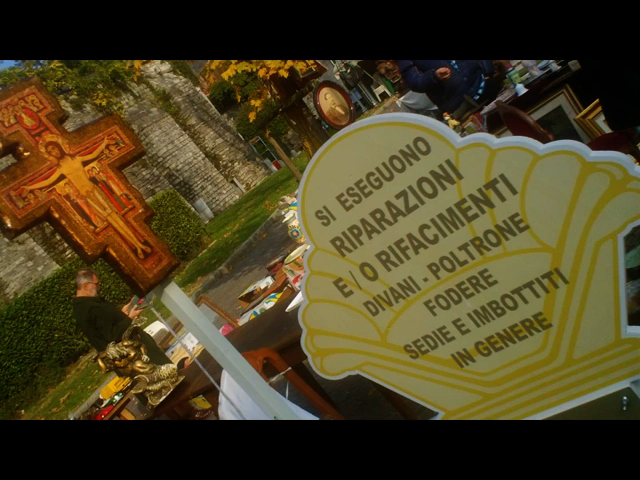 SI ESEGUONO
RIPARAZIONI
E/O RIFACIMENTI
DIVANI - POLTRONE
FODERE
SEDIE E IMBOTTITI
IN GENERE